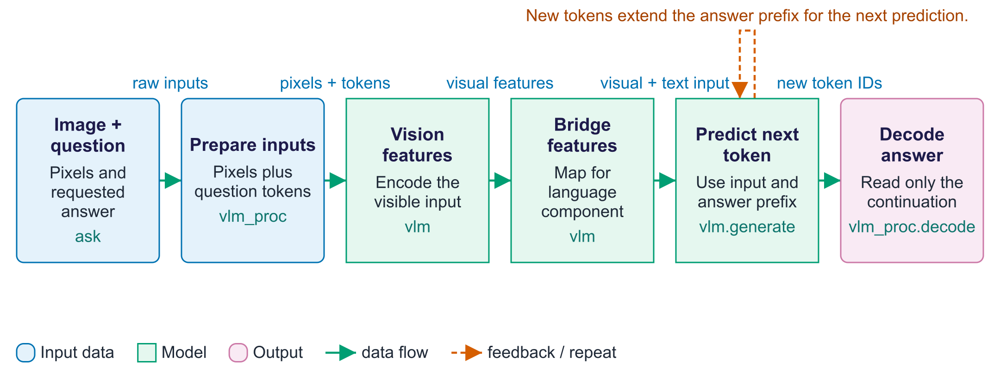 New tokens extend the answer prefix for the next prediction.
raw inputs
pixels + tokens
visual features
visual + text input
new token IDs
Image +
question
Pixels and
requested
answer
ask
Prepare inputs
Pixels plus
question tokens
vlm_proc
Vision
features
Encode the
visible input
vlm
Bridge
features
Map for
language
component
vlm
Predict next
token
Use input and
answer prefix
vlm.generate
Decode
answer
Read only the
continuation
vlm_proc.decode
Input data
Model
Output
data flow
feedback / repeat